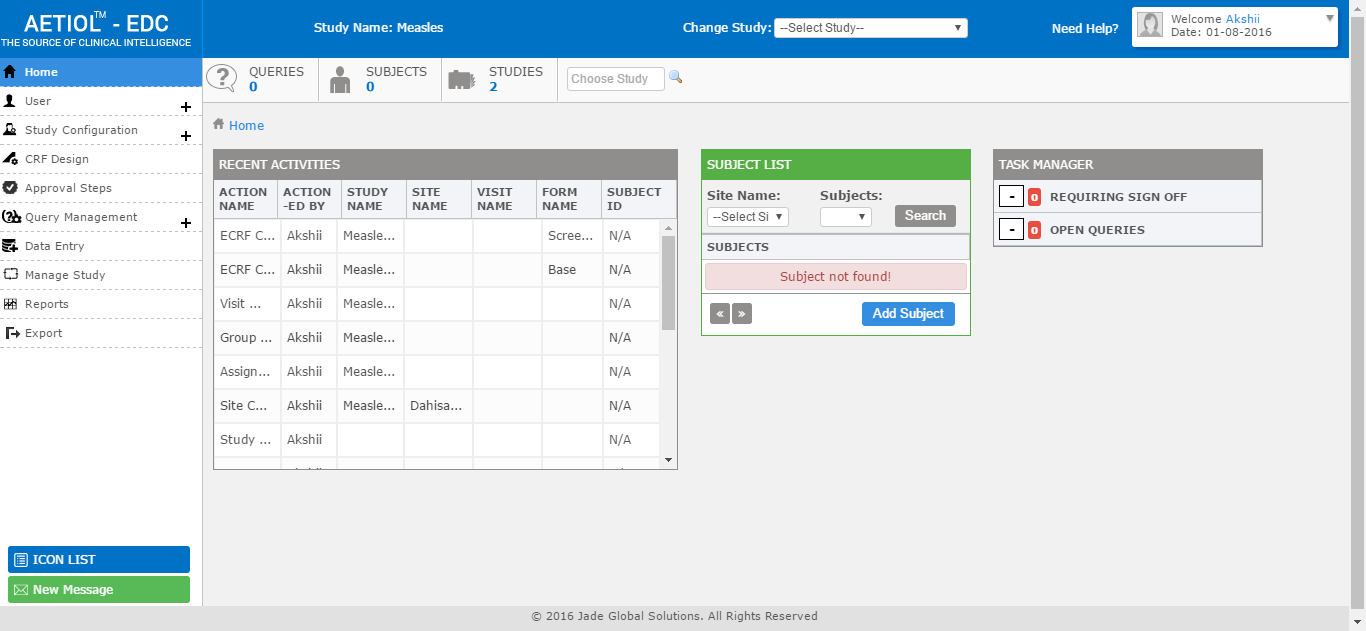 AETIOL™ - EDC
THE SOURCE OF CLINICAL INTELLIGENCE
Study Name: Measles
Change Study: --Select Study--
Need Help?
Welcome Akshii
Date: 01-08-2016
Home
User
Study Configuration
CRF Design
Approval Steps
Query Management
Data Entry
Manage Study
Reports
Export
ICON LIST
New Message
QUERIES
0
SUBJECTS
0
STUDIES
2
Choose Study
Home
RECENT ACTIVITIES
ACTION NAME ACTION -ED BY STUDY NAME SITE NAME VISIT NAME FORM NAME SUBJECT ID
ECRF C... Akshii Measle... Scree... N/A
ECRF C... Akshii Measle... Base N/A
Visit ... Akshii Measle... N/A
Group ... Akshii Measle... N/A
Assign... Akshii Measle... N/A
Site C... Akshii Measle... Dahisa... N/A
Study ... Akshii N/A
SUBJECT LIST
Site Name: Subjects:
--Select Si Search
SUBJECTS
Subject not found!
« » Add Subject
TASK MANAGER
- 0 REQUIRING SIGN OFF
- 0 OPEN QUERIES
© 2016 Jade Global Solutions. All Rights Reserved